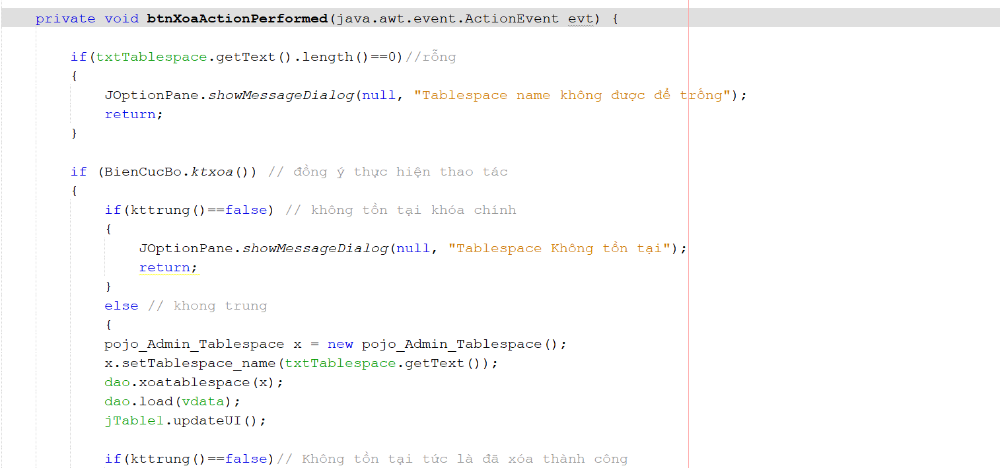 private void btnXoaActionPerformed(java.awt.event.ActionEvent evt) {
if(txtTablespace.getText().length()==0)//rỗng
{
JOptionPane.showMessageDialog(null, "Tablespace name không được để trống");
return;
}
if (BienCucBo.ktxoa()) // đồng ý thực hiện thao tác
{
if(kttrung()==false) // không tồn tại khóa chính
{
JOptionPane.showMessageDialog(null, "Tablespace Không tồn tại");
return;
}
else // khong trung
{
pojo_Admin_Tablespace x = new pojo_Admin_Tablespace();
x.setTablespace_name(txtTablespace.getText());
dao.xoatablespace(x);
dao.load(vdata);
jTable1.updateUI();
if(kttrung()==false)// Không tồn tại tức là đã xóa thành công